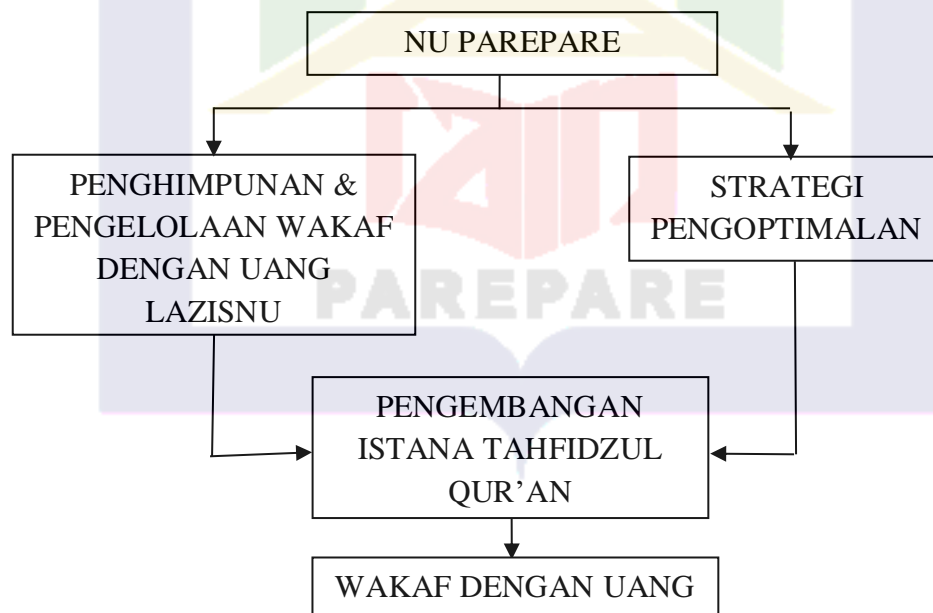 NU PAREPARE
PENGHIMPUNAN &
PENGELOLAAN WAKAF
DENGAN UANG
LAZISNU
STRATEGI
PENGOPTIMALAN
PAREPARE
PENGEMBANGAN
ISTANA TAHFIDZUL
QUR’AN
WAKAF DENGAN UANG